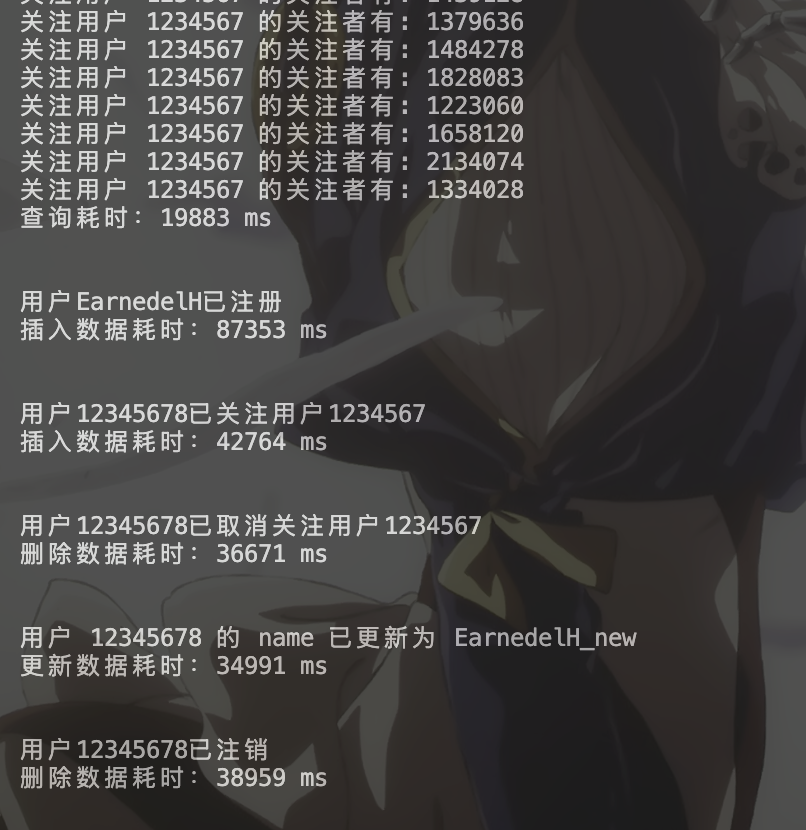 关注用户 1234567 的关注者有: 1379636
关注用户 1234567 的关注者有: 1484278
关注用户 1234567 的关注者有: 1828083
关注用户 1234567 的关注者有: 1223060
关注用户 1234567 的关注者有: 1658120
关注用户 1234567 的关注者有: 2134074
关注用户 1234567 的关注者有: 1334028
查询耗时: 19883 ms
用户EarnedelH已注册
插入数据耗时: 87353 ms
用户12345678已关注用户1234567
插入数据耗时: 42764 ms
用户12345678已取消关注用户1234567
删除数据耗时: 36671 ms
用户 12345678 的 name 已更新为 EarnedelH_new
更新数据耗时: 34991 ms
用户12345678已注销
删除数据耗时: 38959 ms